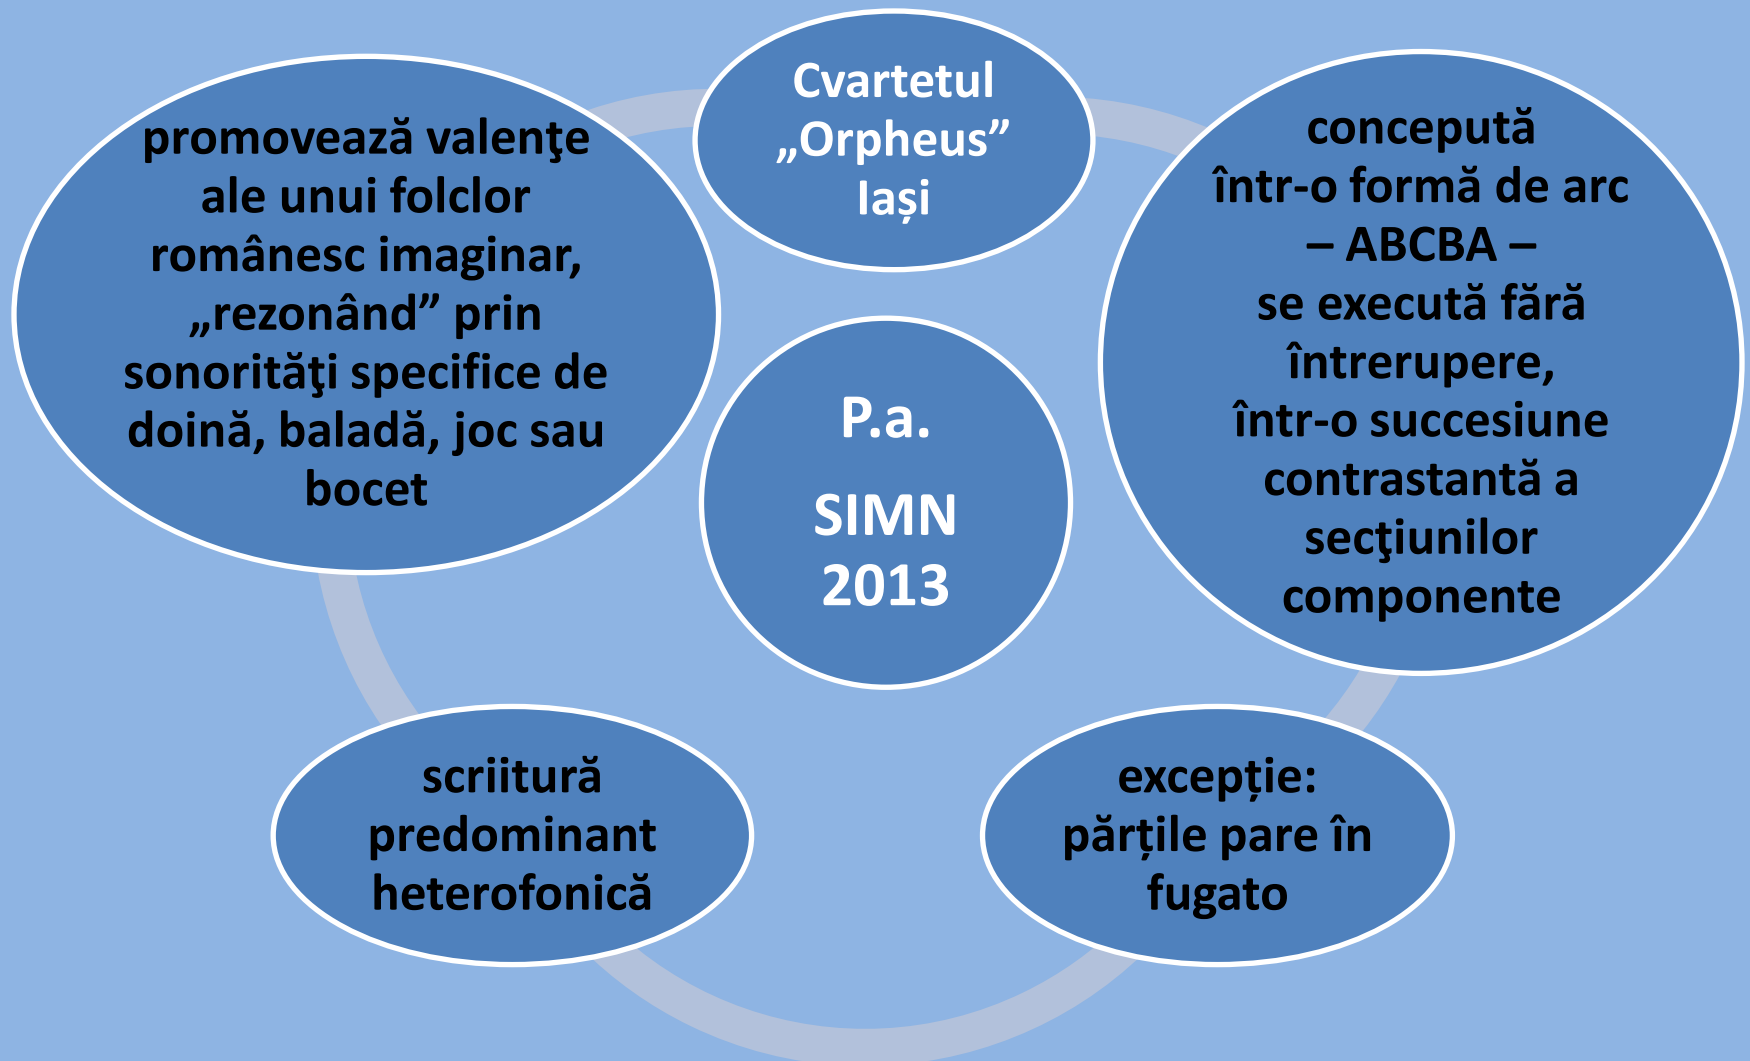 Cvartetul
„Orpheus”
Iași
concepută
într-o formă de arc
– ABCBA –
se execută fără
întrerupere,
într-o succesiune
contrastantă a
secţiunilor
componente
excepție:
părțile pare în
fugato
scriitură
predominant
heterofonică
promovează valenţe
ale unui folclor
românesc imaginar,
„rezonând” prin
sonorităţi specifice de
doină, baladă, joc sau
bocet
P.a.
SIMN
2013